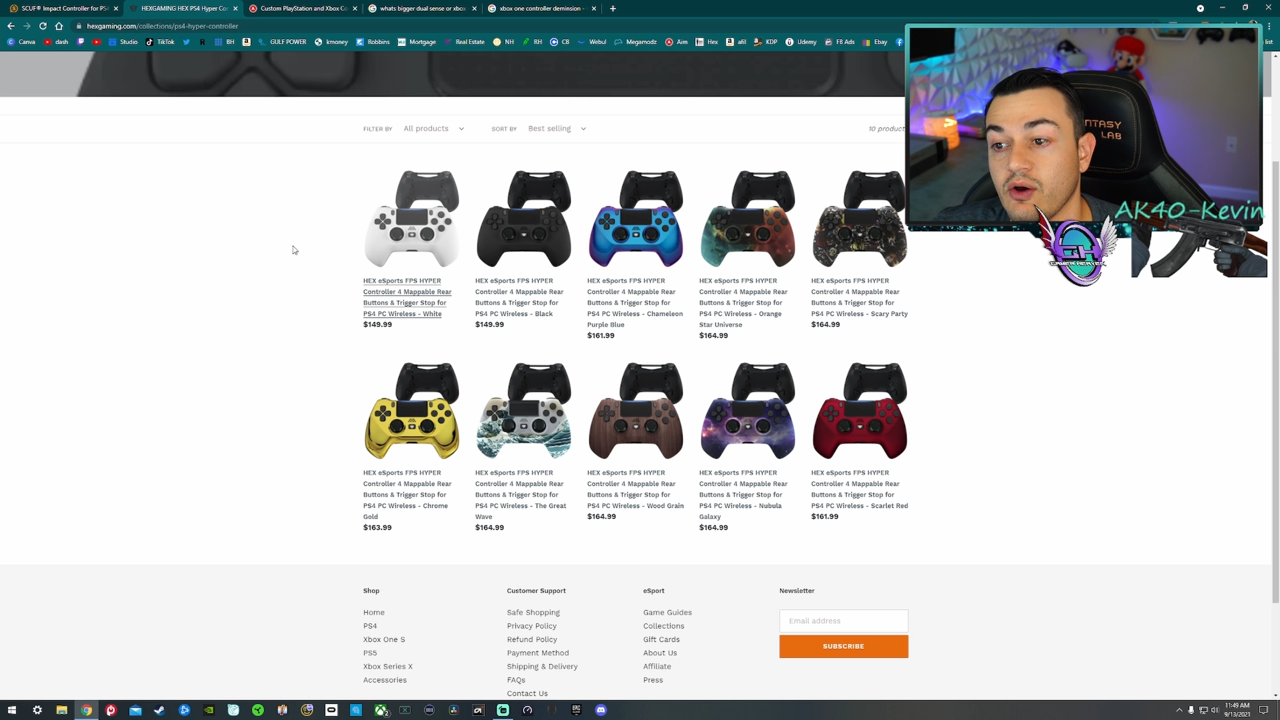 SCUF® Impact Controller for PS4
HEXGAMING HEX PS4 Hyper Co
Custom PlayStation and Xbox Co
xbox bigger dual sense or xbox
xbox one controller demission
hexgaming.com/collections/ps4-hyper-controller
Canva dash Studio TikTok BH GULF POWER kmoney Robbins Mortgage Real Estate NH RH CB Webul Megamodz Aim Hex afil KDP Udemy FB Ads Ebay
FILTER BY All products SORT BY Best selling 10 product
HEX eSports FPS HYPER
Controller 4 Mappable Rear
Buttons & Trigger Stop for
PS4 PC Wireless - White
$149.99
HEX eSports FPS HYPER
Controller 4 Mappable Rear
Buttons & Trigger Stop for
PS4 PC Wireless - Black
$149.99
HEX eSports FPS HYPER
Controller 4 Mappable Rear
Buttons & Trigger Stop for
PS4 PC Wireless - Chameleon
Purple Blue
$161.99
HEX eSports FPS HYPER
Controller 4 Mappable Rear
Buttons & Trigger Stop for
PS4 PC Wireless - Orange
Star Universe
$164.99
HEX eSports FPS HYPER
Controller 4 Mappable Rear
Buttons & Trigger Stop for
PS4 PC Wireless - Scary Party
$164.99
HEX eSports FPS HYPER
Controller 4 Mappable Rear
Buttons & Trigger Stop for
PS4 PC Wireless - Chrome
Gold
$163.99
HEX eSports FPS HYPER
Controller 4 Mappable Rear
Buttons & Trigger Stop for
PS4 PC Wireless - The Great
Wave
$164.99
HEX eSports FPS HYPER
Controller 4 Mappable Rear
Buttons & Trigger Stop for
PS4 PC Wireless - Wood Grain
$164.99
HEX eSports FPS HYPER
Controller 4 Mappable Rear
Buttons & Trigger Stop for
PS4 PC Wireless - Nubula
Galaxy
$164.99
HEX eSports FPS HYPER
Controller 4 Mappable Rear
Buttons & Trigger Stop for
PS4 PC Wireless - Scarlet Red
$161.99
AK40-Kevin
Shop
Home
PS4
Xbox One S
PS5
Xbox Series X
Accessories
Customer Support
Safe Shopping
Privacy Policy
Refund Policy
Payment Method
Shipping & Delivery
FAQs
Contact Us
eSport
Game Guides
Collections
Gift Cards
About Us
Affiliate
Press
Newsletter
Email address
SUBSCRIBE
11:49 AM
9/13/2021